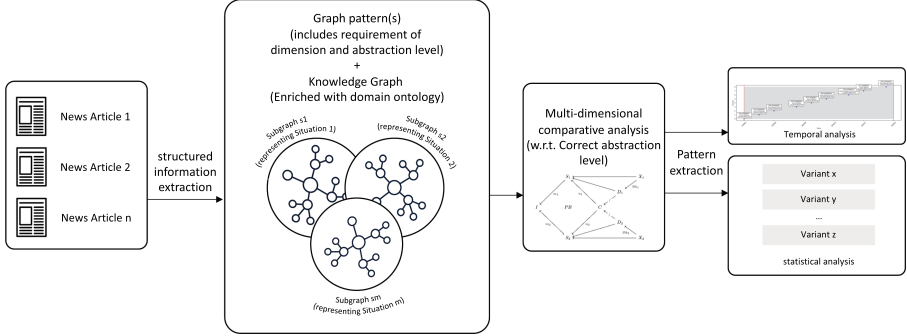 News Article 1
News Article 2
News Article n
structured
information
extraction
Graph pattern(s)
(includes requirement of
dimension and abstraction level)
+
Knowledge Graph
(Enriched with domain ontology)
Subgraph s1
(representing Situation 1)
Subgraph s2
(representing Situation 2)
Subgraph sm
(representing Situation m)
Multi-dimensional
comparative analysis
(w.r.t. Correct abstraction
level)
Pattern
extraction
Temporal analysis
Variant x
Variant y
...
Variant z
statistical analysis